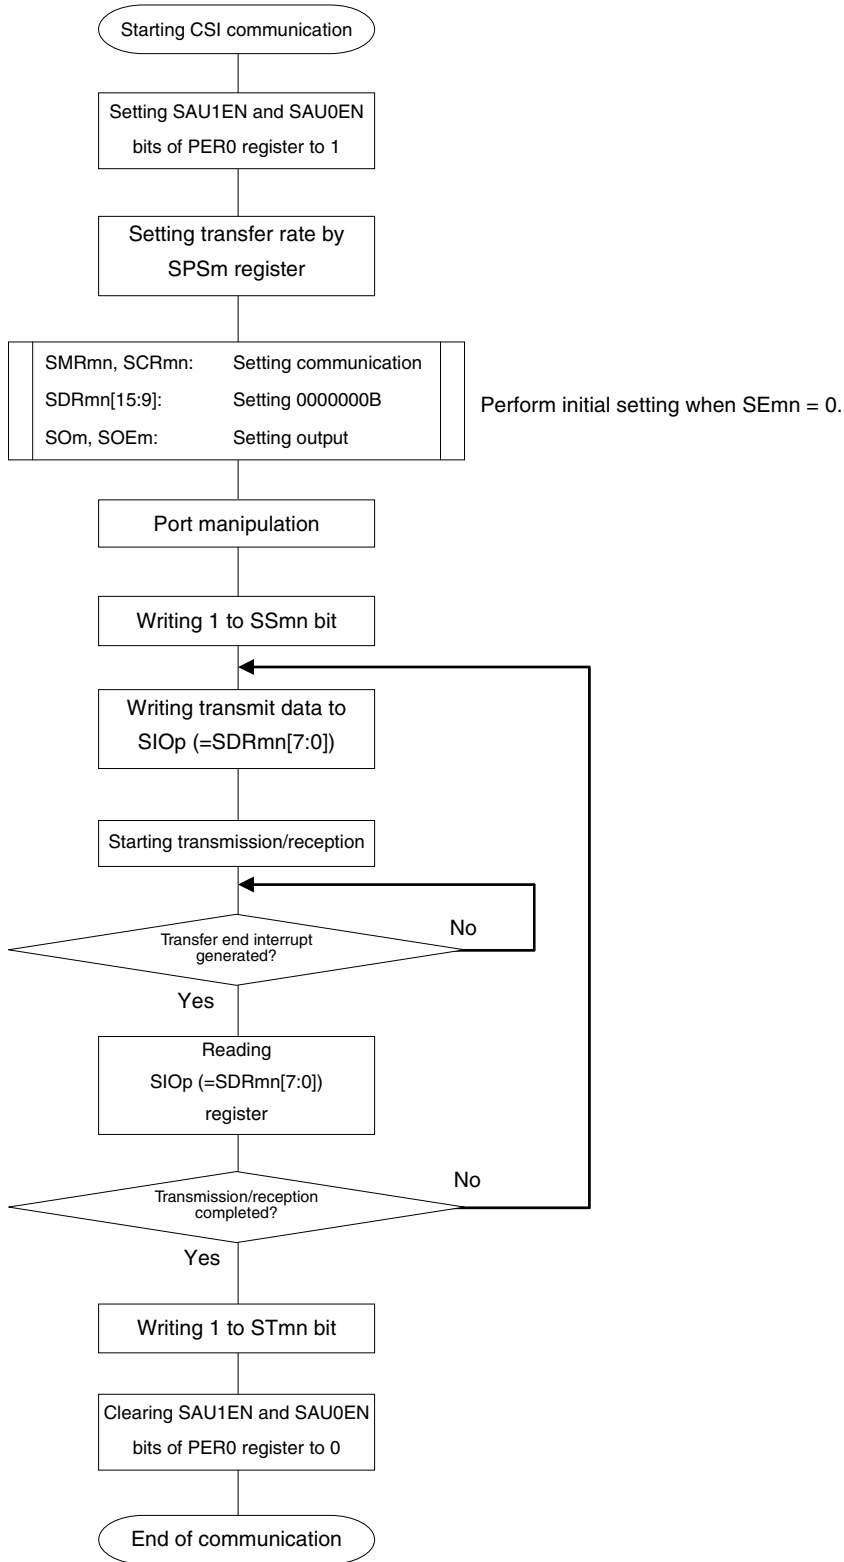 Starting CSI communication
Setting SAU1EN and SAU0EN
bits of PER0 register to 1
Setting transfer rate by
SPSm register
SMRmn, SCRmn: Setting communication
SDRmn[15:9]: Setting 0000000B
SOm, SOEm: Setting output
Perform initial setting when SEmn = 0.
Port manipulation
Writing 1 to SSmn bit
Writing transmit data to
SIOp (=SDRmn[7:0])
Starting transmission/reception
Transfer end interrupt
generated?
No
Yes
Reading
SIOp (=SDRmn[7:0])
register
Transmission/reception
completed?
No
Yes
Writing 1 to STmn bit
Clearing SAU1EN and SAU0EN
bits of PER0 register to 0
End of communication